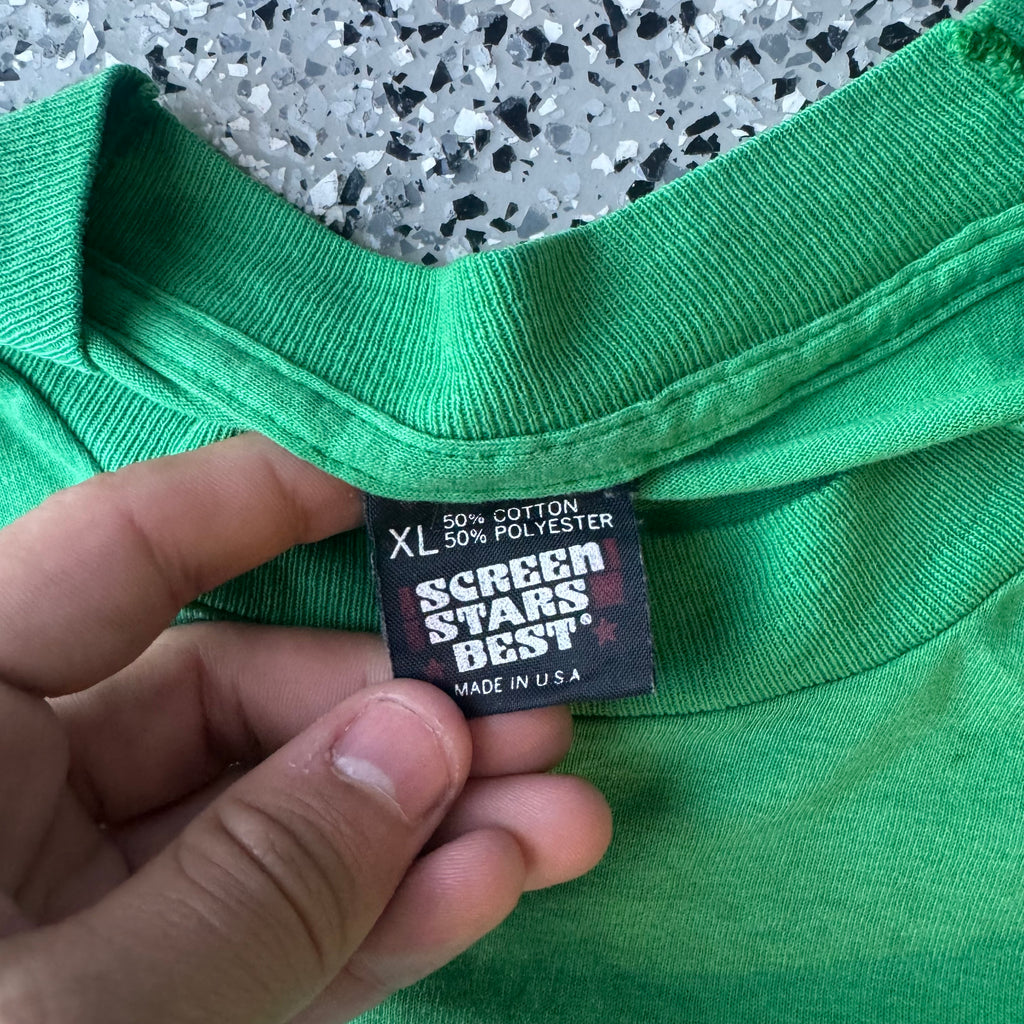 XL 50% COTTON
50% POLYESTER
SCREEN
STARS
BEST®
MADE IN U.S.A